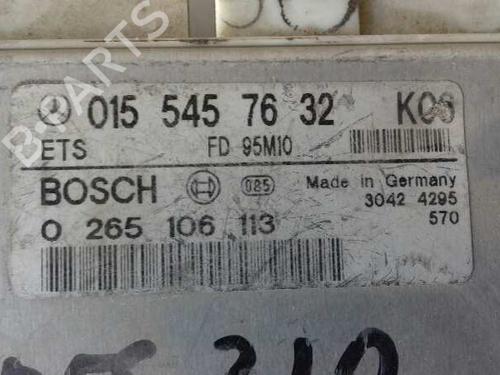 015 545 76 32 K06
ETS FD 95M10
BOSCH 085 Made in Germany
0 265 106 113 3042 4295
570
B-PARTS